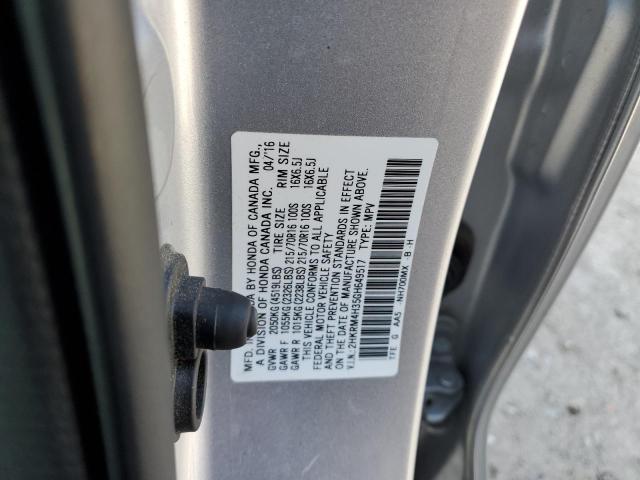 MFD. IN CANADA BY HONDA OF CANADA MFG.,
A DIVISION OF HONDA CANADA INC. 04/16
GVWR 2050KG (4519LBS) TIRE SIZE RIM SIZE
GAWR F 1055KG (2326LBS) 215/70R16 100S 16X6.5J
GAWR R 1015KG (2238LBS) 215/70R16 100S 16X6.5J
THIS VEHICLE CONFORMS TO ALL APPLICABLE
FEDERAL MOTOR VEHICLE SAFETY
AND THEFT PREVENTION STANDARDS IN EFFECT
ON THE DATE OF MANUFACTURE SHOWN ABOVE.
V.I.N.: 2HKRM4H35GH649517 TYPE: MPV
TFE G AA5 NH700MX B-H